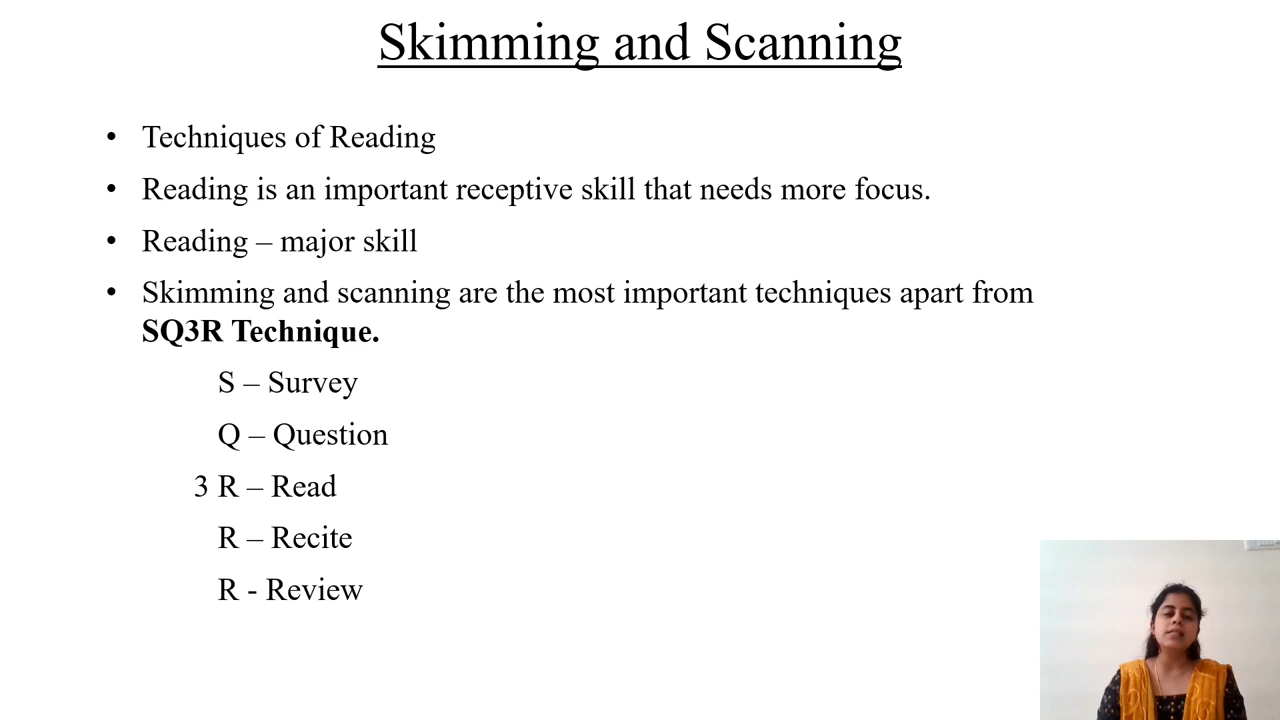 Skimming and Scanning
• Techniques of Reading
• Reading is an important receptive skill that needs more focus.
• Reading – major skill
• Skimming and scanning are the most important techniques apart from
SQ3R Technique.
S – Survey
Q – Question
3 R – Read
R – Recite
R - Review